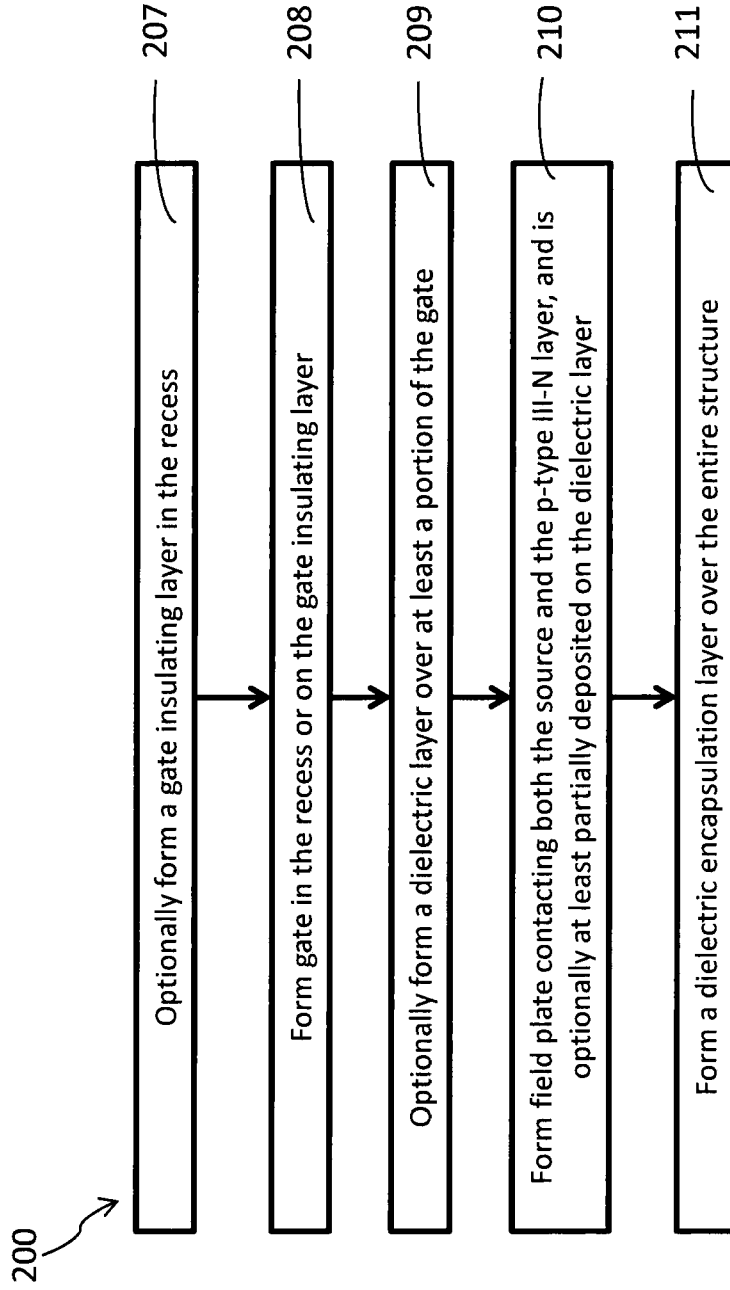 200
Optionally form a gate insulating layer in the recess
207
Form gate in the recess or on the gate insulating layer
208
Optionally form a dielectric layer over at least a portion of the gate
209
Form field plate contacting both the source and the p-type III-N layer, and is
optionally at least partially deposited on the dielectric layer
210
Form a dielectric encapsulation layer over the entire structure
211